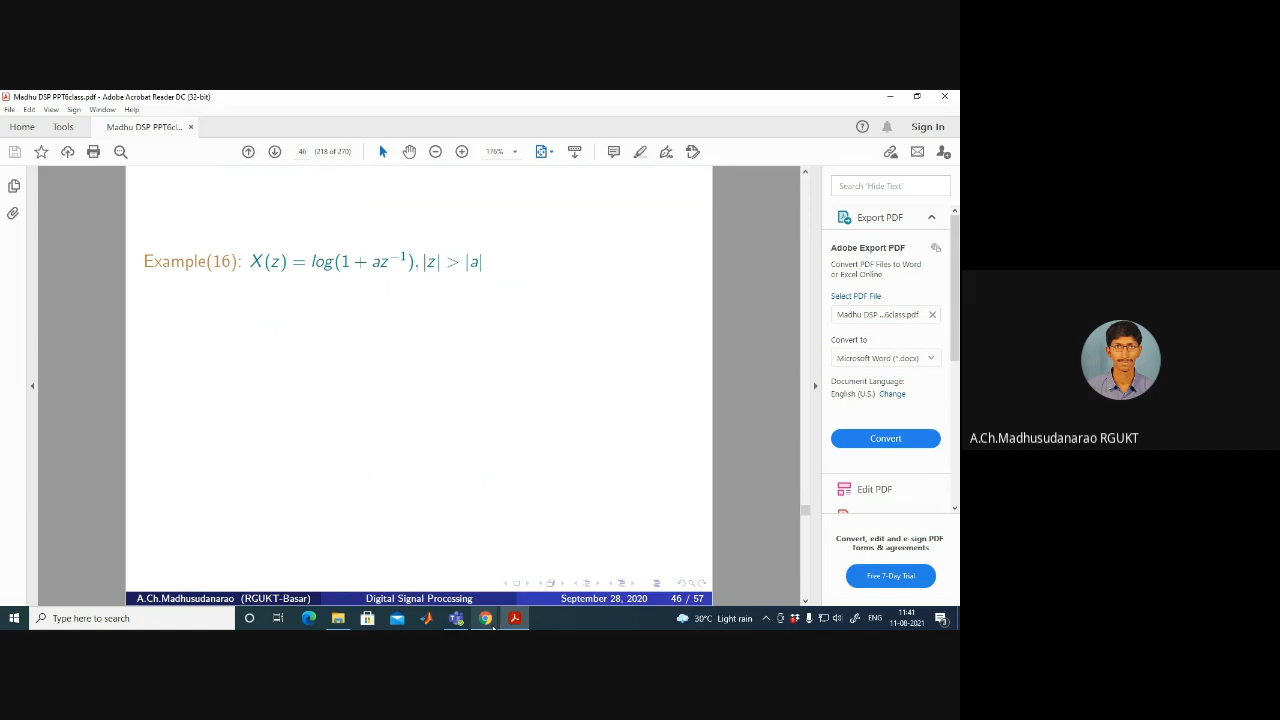 Madhu DSP PPT6class.pdf - Adobe Acrobat Reader DC (32-bit)
File Edit View Sign Window Help
Home Tools Madhu DSP PPT6cl... × Sign In
46 (218 of 270) 176%
Search 'Hide Text'
Export PDF
Adobe Export PDF
Convert PDF Files to Word
or Excel Online
Select PDF File
Madhu DSP ...6class.pdf
Convert to
Microsoft Word (*.docx)
Document Language:
English (U.S.) Change
Convert
Edit PDF
Convert, edit and e-sign PDF
forms & agreements
Free 7-Day Trial
Example(16): X(z) = log(1 + az⁻¹), |z| > |a|
A.Ch.Madhusudanarao (RGUKT-Basar) Digital Signal Processing September 28, 2020 46 / 57
A.Ch.Madhusudanarao RGUKT
Type here to search 30°C Light rain ENG 11:41
11-08-2021